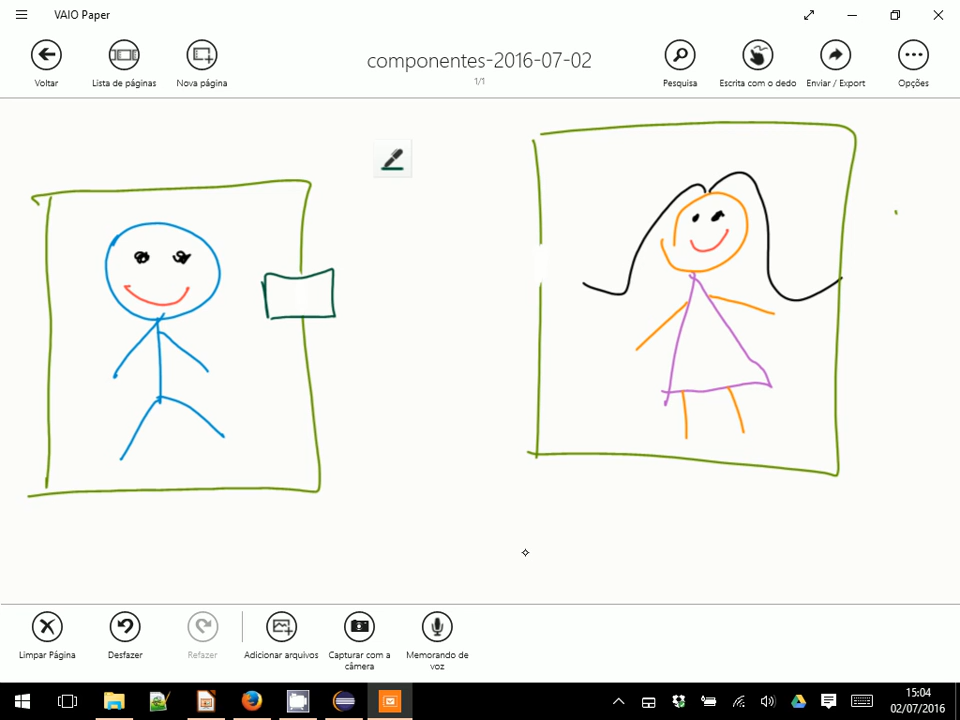 VAIO Paper
Voltar
Lista de páginas
Nova página
componentes-2016-07-02
1/1
Pesquisa
Escrita com o dedo
Enviar / Export
Opções
Limpar Página
Desfazer
Refazer
Adicionar arquivos
Capturar com a
câmera
Memorando de
voz
15:04
02/07/2016